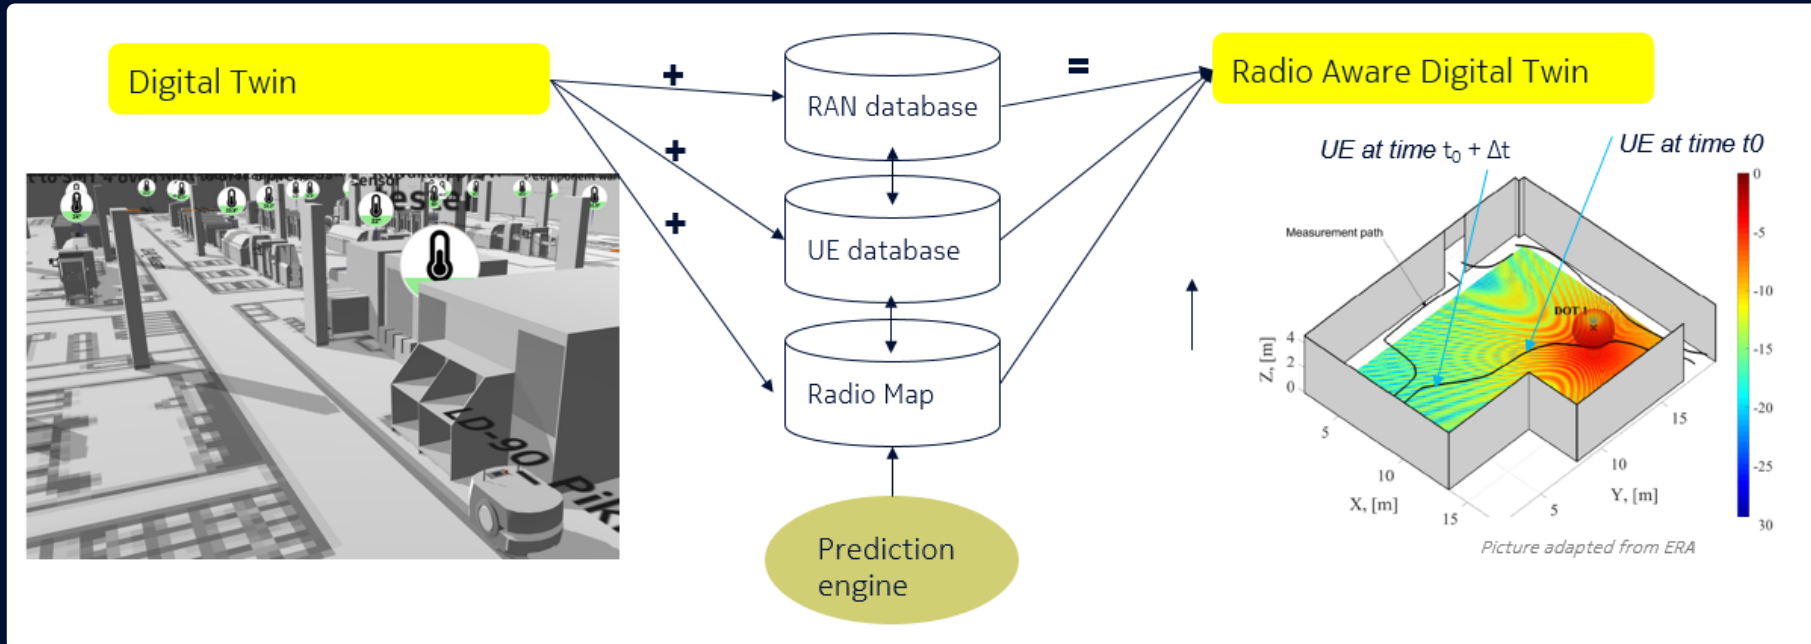 Digital Twin
+
+
+
RAN database
UE database
Radio Map
Prediction
engine
=
Radio Aware Digital Twin
UE at time t₀ + Δt
UE at time t0
Measurement path
DOT 1
Z, [m]
4
2
0
5
10
15
X, [m]
5
10
15
Y, [m]
0
-5
-10
-15
-20
-25
30
Picture adapted from ERA
sensor
LD-90